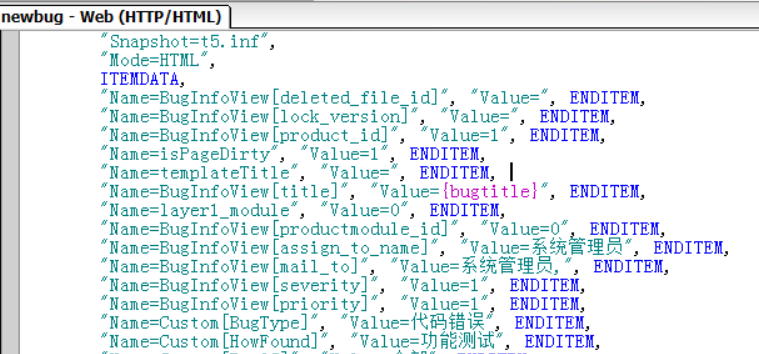 newbug - Web (HTTP/HTML)
"Snapshot=t5.inf",
"Mode=HTML",
ITEMDATA,
"Name=BugInfoView[deleted_file_id]", "Value=", ENDITEM,
"Name=BugInfoView[lock_version]", "Value=", ENDITEM,
"Name=BugInfoView[product_id]", "Value=1", ENDITEM,
"Name=isPageDirty", "Value=1", ENDITEM,
"Name=templateTitle", "Value=", ENDITEM,
"Name=BugInfoView[title]", "Value={bugtitle}", ENDITEM,
"Name=layer1_module", "Value=0", ENDITEM,
"Name=BugInfoView[productmodule_id]", "Value=0", ENDITEM,
"Name=BugInfoView[assign_to_name]", "Value=系统管理员", ENDITEM,
"Name=BugInfoView[mail_to]", "Value=系统管理员,", ENDITEM,
"Name=BugInfoView[severity]", "Value=1", ENDITEM,
"Name=BugInfoView[priority]", "Value=1", ENDITEM,
"Name=Custom[BugType]", "Value=代码错误", ENDITEM,
"Name=Custom[HowFound]", "Value=功能测试", ENDITEM,